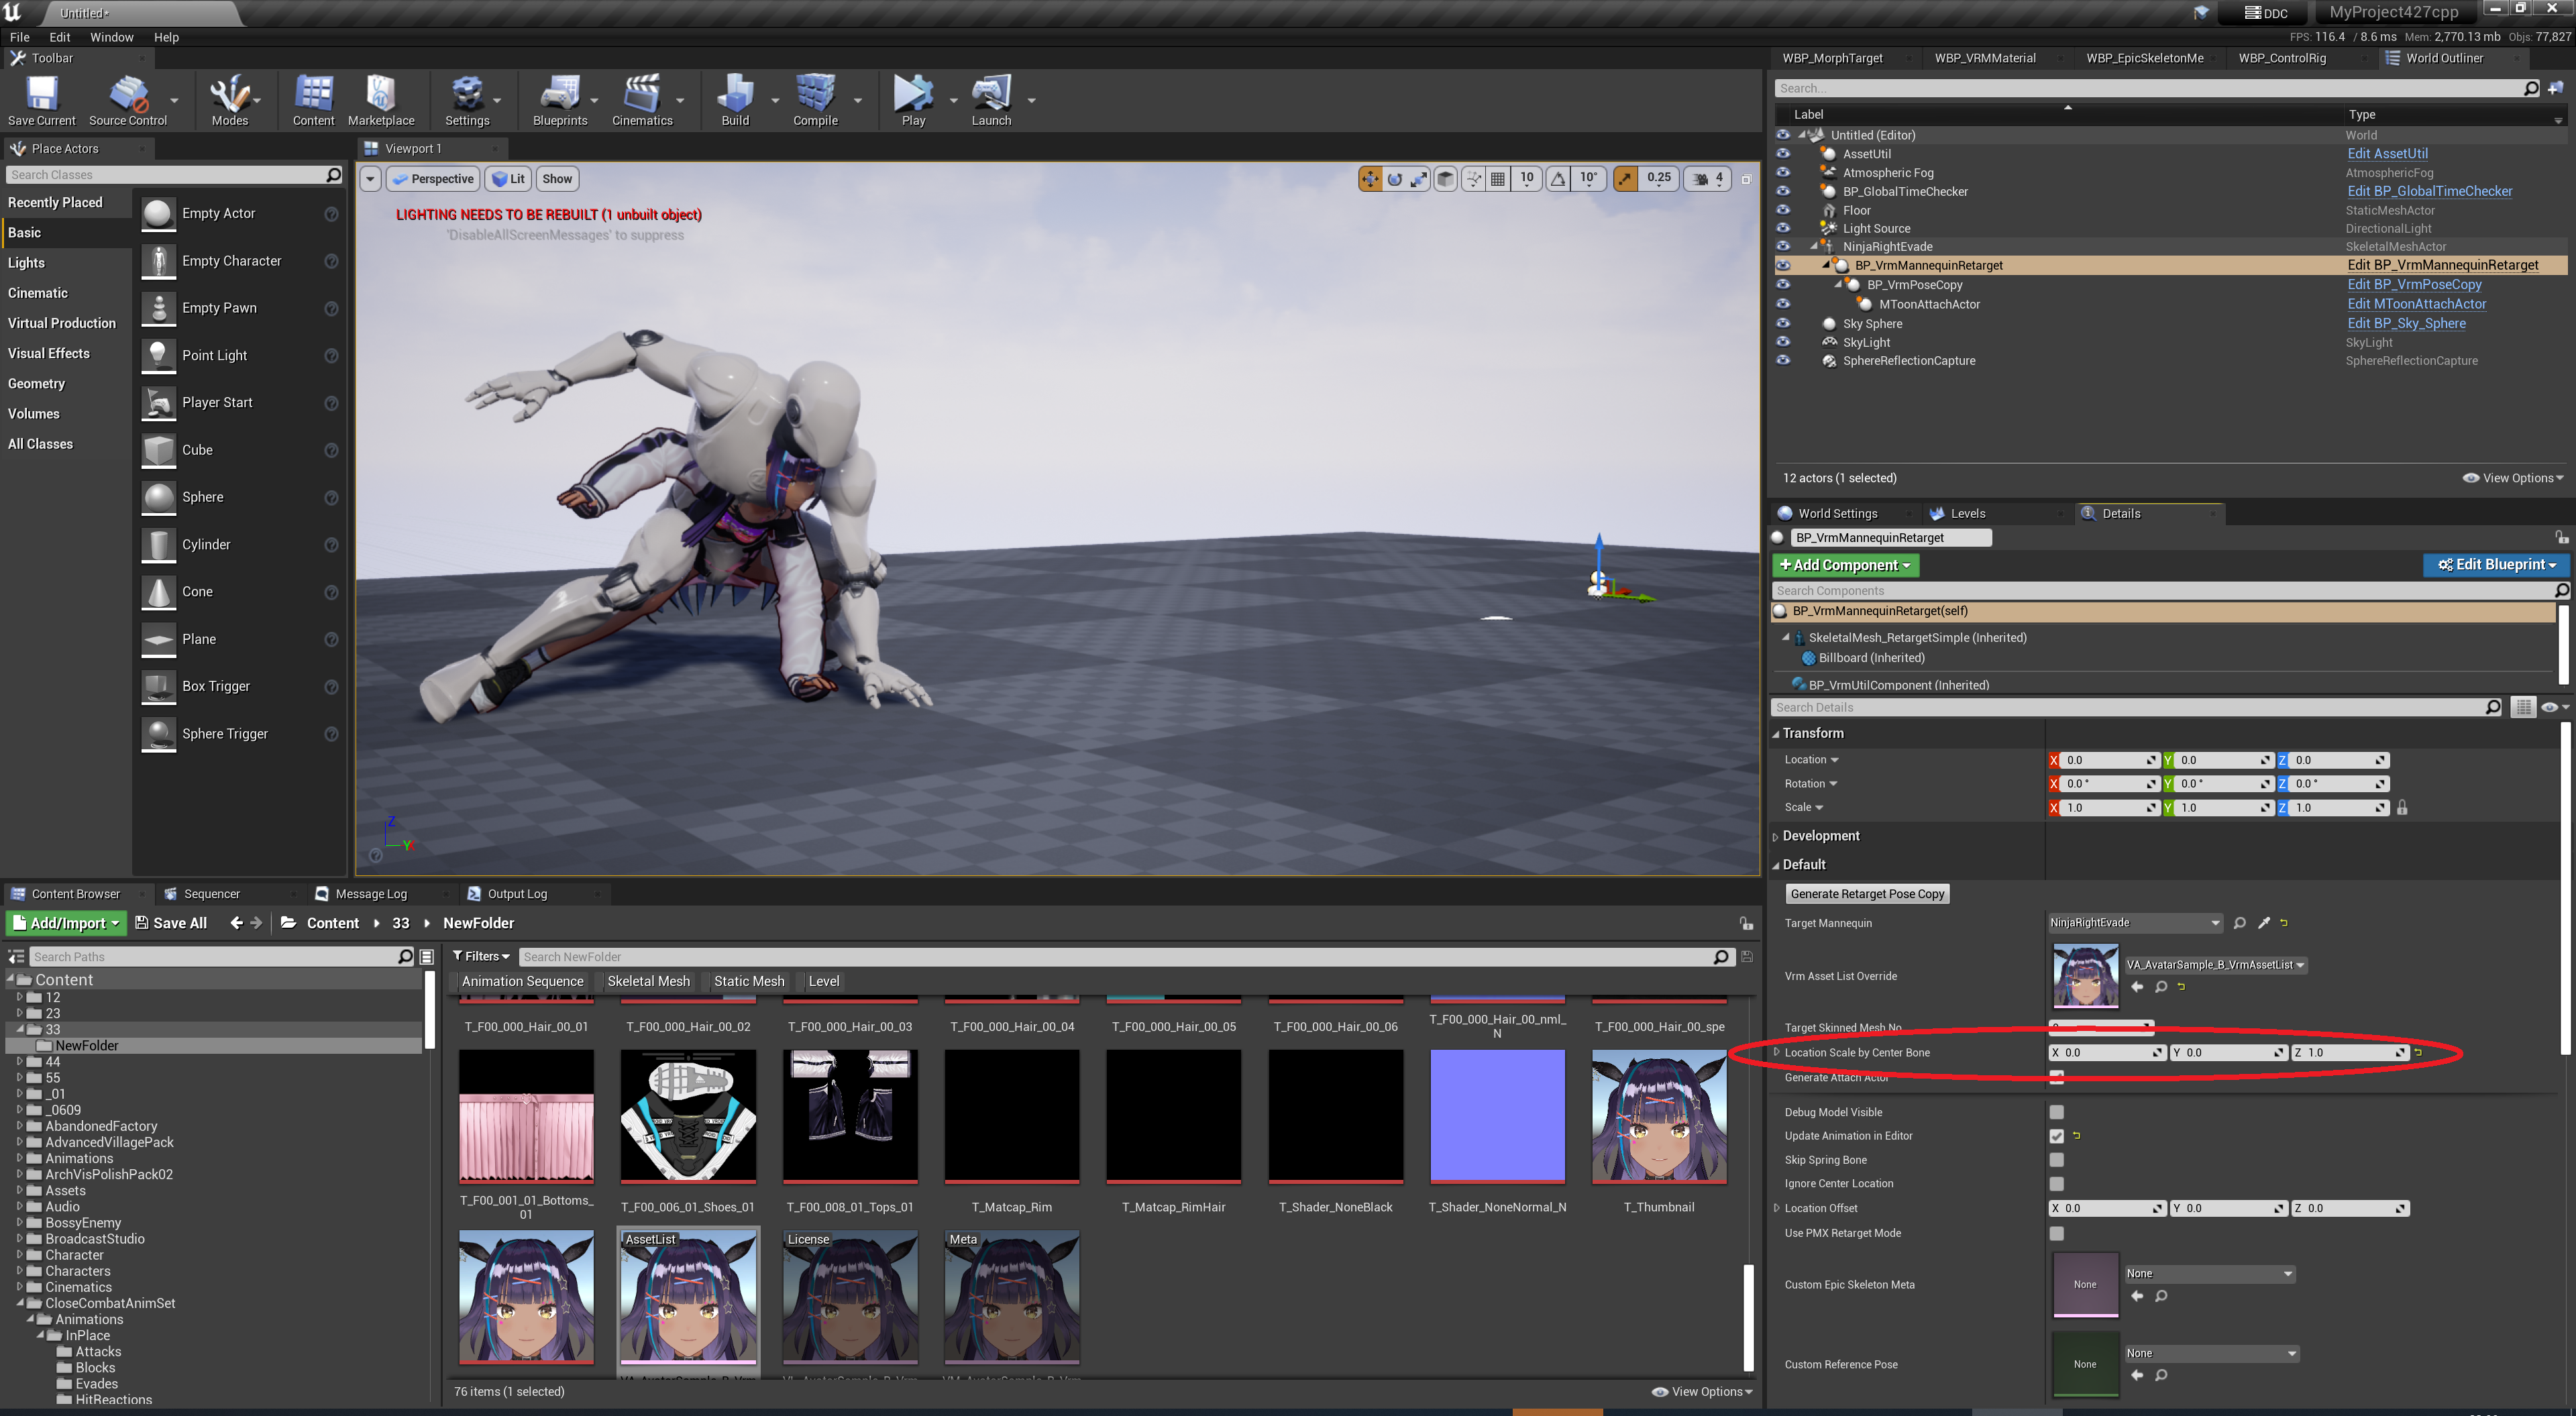 Untitled•
DDC
MyProject427cpp
File Edit Window Help
FPS: 116.4 / 8.6 ms Mem: 2,770.13 mb Objs: 77,827
Toolbar
Save Current
Source Control
Modes
Content
Marketplace
Settings
Blueprints
Cinematics
Build
Compile
Play
Launch
Place Actors
Search Classes
Recently Placed
Basic
Lights
Cinematic
Virtual Production
Visual Effects
Geometry
Volumes
All Classes
Empty Actor
Empty Character
Empty Pawn
Point Light
Player Start
Cube
Sphere
Cylinder
Cone
Plane
Box Trigger
Sphere Trigger
Viewport 1
Perspective Lit Show
10 10° 0.25 4
LIGHTING NEEDS TO BE REBUILT (1 unbuilt object)
'DisableAllScreenMessages' to suppress
Z
Y
WBP_MorphTarget WBP_VRMMaterial WBP_EpicSkeletonMe WBP_ControlRig World Outliner
Search...
Label Type
Untitled (Editor) World
AssetUtil Edit AssetUtil
Atmospheric Fog AtmosphericFog
BP_GlobalTimeChecker Edit BP_GlobalTimeChecker
Floor StaticMeshActor
Light Source DirectionalLight
NinjaRightEvade SkeletalMeshActor
BP_VrmMannequinRetarget Edit BP_VrmMannequinRetarget
BP_VrmPoseCopy Edit BP_VrmPoseCopy
MToonAttachActor Edit MToonAttachActor
Sky Sphere Edit BP_Sky_Sphere
SkyLight SkyLight
SphereReflectionCapture SphereReflectionCapture
12 actors (1 selected) View Options
World Settings Levels Details
BP_VrmMannequinRetarget
+Add Component Edit Blueprint
Search Components
BP_VrmMannequinRetarget(self)
SkeletalMesh_RetargetSimple (Inherited)
Billboard (Inherited)
BP_VrmUtilComponent (Inherited)
Search Details
Transform
Location X 0.0 Y 0.0 Z 0.0
Rotation X 0.0 ° Y 0.0 ° Z 0.0 °
Scale X 1.0 Y 1.0 Z 1.0
Development
Default
Generate Retarget Pose Copy
Target Mannequin NinjaRightEvade
Vrm Asset List Override VA_AvatarSample_B_VrmAssetList
Target Skinned Mesh No
Location Scale by Center Bone X 0.0 Y 0.0 Z 1.0
Generate Attach Actor
Debug Model Visible
Update Animation in Editor
Skip Spring Bone
Ignore Center Location
Location Offset X 0.0 Y 0.0 Z 0.0
Use PMX Retarget Mode
Custom Epic Skeleton Meta None None
Custom Reference Pose None None
Content Browser Sequencer Message Log Output Log
Add/Import Save All Content 33 NewFolder
Search Paths
Content
12
23
33
NewFolder
44
55
_01
_0609
AbandonedFactory
AdvancedVillagePack
Animations
ArchVisPolishPack02
Assets
Audio
BossyEnemy
BroadcastStudio
Character
Characters
Cinematics
CloseCombatAnimSet
Animations
InPlace
Attacks
Blocks
Evades
HitReactions
Filters Search NewFolder
Animation Sequence Skeletal Mesh Static Mesh Level
T_F00_000_Hair_00_01
T_F00_000_Hair_00_02
T_F00_000_Hair_00_03
T_F00_000_Hair_00_04
T_F00_000_Hair_00_05
T_F00_000_Hair_00_06
T_F00_000_Hair_00_nml_
N
T_F00_000_Hair_00_spe
T_F00_001_01_Bottoms_
01
T_F00_006_01_Shoes_01
T_F00_008_01_Tops_01
T_Matcap_Rim
T_Matcap_RimHair
T_Shader_NoneBlack
T_Shader_NoneNormal_N
T_Thumbnail
AssetList
License
Meta
76 items (1 selected) View Options